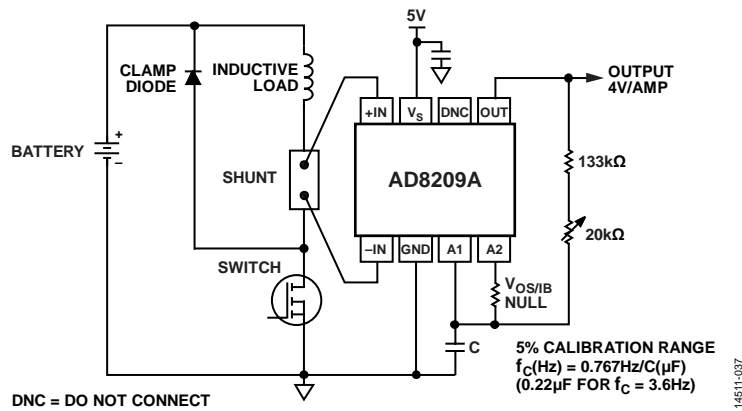 5V
CLAMP
DIODE
INDUCTIVE
LOAD
OUTPUT
4V/AMP
+IN
VS
DNC
OUT
+
BATTERY
–
SHUNT
AD8209A
133kΩ
20kΩ
–IN
GND
A1
A2
SWITCH
VOS/IB
NULL
C
5% CALIBRATION RANGE
fC(Hz) = 0.767Hz/C(µF)
(0.22µF FOR fC = 3.6Hz)
DNC = DO NOT CONNECT
14511-037